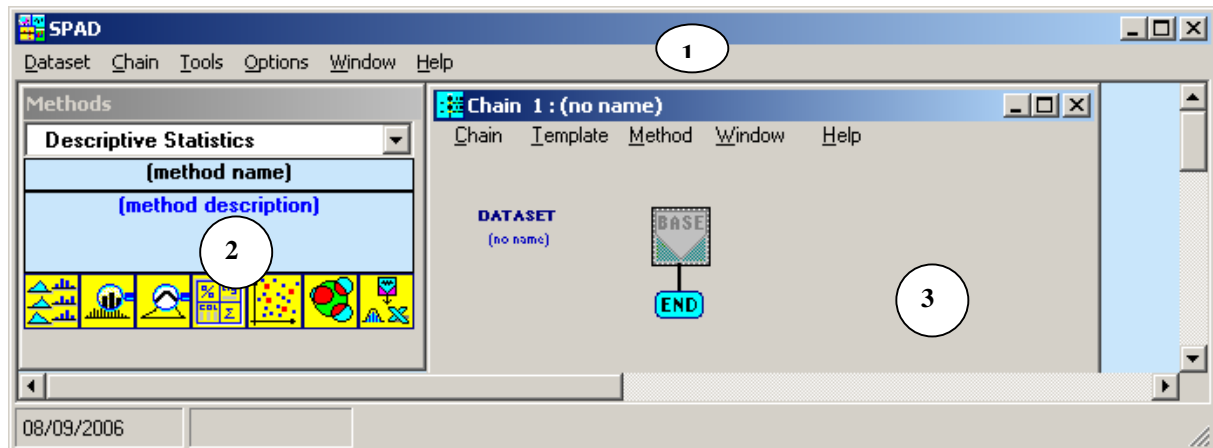 SPAD
1
Dataset Chain Tools Options Window Help
Methods
Descriptive Statistics
(method name)
(method description)
2
Chain 1 : (no name)
Chain Template Method Window Help
DATASET
(no name)
BASE
END
3
08/09/2006